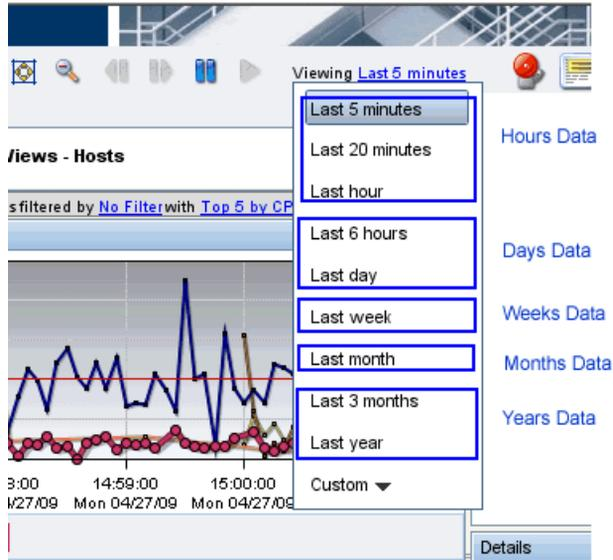 Viewing Last 5 minutes
Last 5 minutes
Last 20 minutes
Last hour
Last 6 hours
Last day
Last week
Last month
Last 3 months
Last year
Custom
Hours Data
Days Data
Weeks Data
Months Data
Years Data
Views - Hosts
s filtered by No Filter with Top 5 by CP
3:00 14:59:00 15:00:00
4/27/09 Mon 04/27/09 Mon 04/27/09
Details